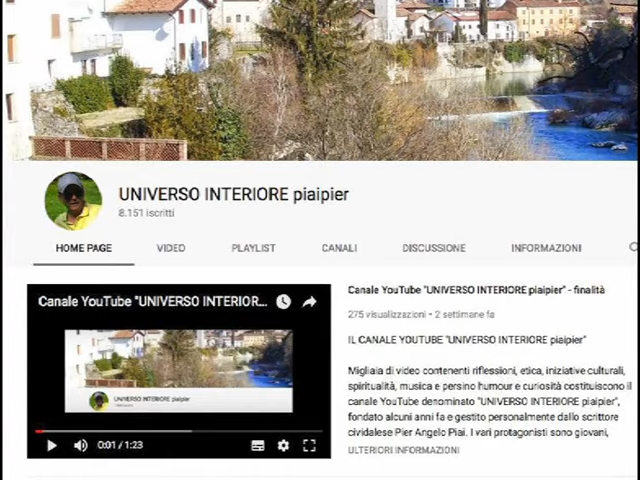 UNIVERSO INTERIORE piaipier
8.151 iscritti
HOME PAGE VIDEO PLAYLIST CANALI DISCUSSIONE INFORMAZIONI
Canale YouTube "UNIVERSO INTERIOR...
UNIVERSO INTERIORE piaipier
0:01 / 1:23
Canale YouTube "UNIVERSO INTERIORE piaipier" - finalità
275 visualizzazioni • 2 settimane fa
IL CANALE YOUTUBE "UNIVERSO INTERIORE piaipier"
Migliaia di video contenenti riflessioni, etica, iniziative culturali,
spiritualità, musica e persino humour e curiosità costituiscono il
canale YouTube denominato "UNIVERSO INTERIORE piaipier",
fondato alcuni anni fa e gestito personalmente dallo scrittore
cividalese Pier Angelo Piai. I vari protagonisti sono giovani,
ULTERIORI INFORMAZIONI